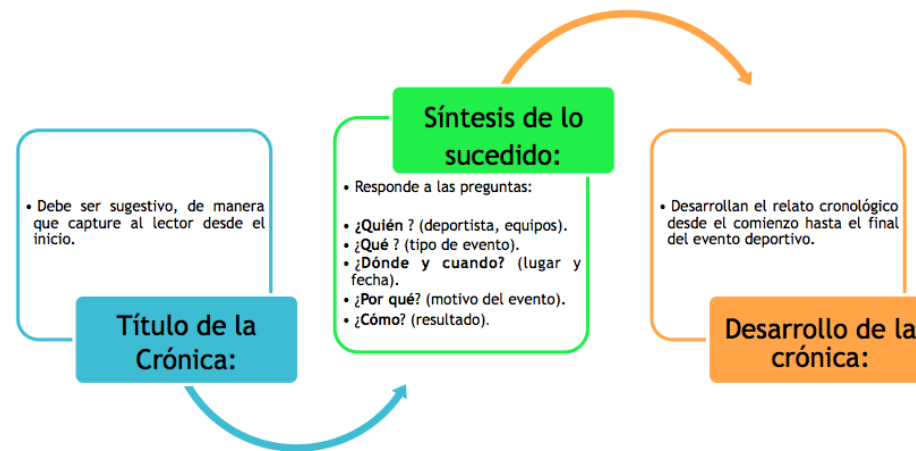 • Debe ser sugestivo, de manera
que capture al lector desde el
inicio.
Título de la
Crónica:
Síntesis de lo
sucedido:
• Responde a las preguntas:
• ¿Quién ? (deportista, equipos).
• ¿Qué ? (tipo de evento).
• ¿Dónde y cuando? (lugar y
fecha).
• ¿Por qué? (motivo del evento).
• ¿Cómo? (resultado).
• Desarrollan el relato cronológico
desde el comienzo hasta el final
del evento deportivo.
Desarrollo de la
crónica: